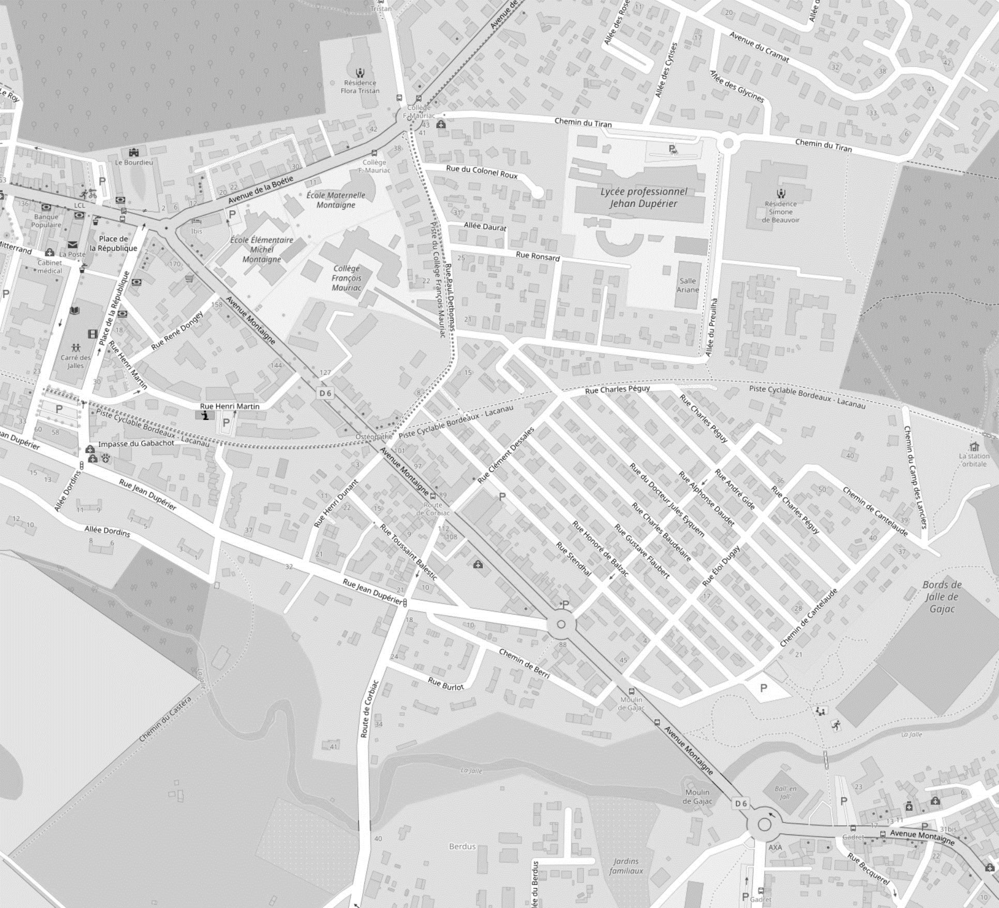 Tristan
Avenue de
Allée des Rose
11
20
Allée d
17
Avenue du Cramat
Allée des Cytises
32
38
42
Résidence
Flora Tristan
Allée des Glycines
41
Le Roy
33
Collège
F. Mauriac
42
43
41
Chemin du Tiran
6
P
Chemin du Tiran
1
38
Le Bourdieu
Collège
F. Mauriac
30
Rue du Colonel Roux
P
11
Avenue de la Boétie
22
20
École Maternelle
Montaigne
Lycée professionnel
Jehan Dupérier
36
LCL
12
2
6
Résidence
Simone
de Beauvoir
Banque
Populaire
P
31
Allée Daurat
Ibis
Place de
la République
École Élémentaire
Michel
Montaigne
Mitterrand
La Poste
2
25
Rue Ronsard
Cabinet
médical
170
Collège
François
Mauriac
22
Piste du Collège François Mauriac
Rue Paul Dethomas
Salle
Ariane
P
158
Avenue Montaigne
Place de la République
18
Rue René Dongey
21
Allée du Preuilha
Rue Henri Martin
Carré des
Jalles
23
144
127
15
30
D 6
8
Rue Charles Péguy
Piste Cyclable Bordeaux - Lacanau
P
Rue Henri Martin
Rue Charles Péguy
Piste Cyclable Bordeaux - Lacanau
Piste Cyclable Bordeaux - Lacanau
33
60
58
P
ean Dupérier
Impasse du Gabachot
Ostéopathe
101
Rue Clément Dessales
Chemin du Camp des Lanciers
La station
orbitale
40
3
97
Avenue Montaigne
15
13
Allée Dordins
Rue Jean Dupérier
Rue du Docteur Jules Eyquem
Rue Alphonse Daudet
Rue André Gide
36
Rue Charles Péguy
50
Chemin de Cantelaude
11
Rue Henri Dunant
89
P
Route
de Corbiac
11
9
22
15
Rue Charles Baudelaire
39
12
10
7
5
Allée Dordins
37
9
Rue Toussaint Balestic
112
108
Rue Honoré de Balzac
Rue Gustave Flaubert
40
8
6
3
1
21
Rue Stendhal
Rue Éloi Dugay
37
32
Rue Jean Dupérier
21
10
17
Bords de
Jalle de
Gajac
P
28
Chemin de Cantelaude
18
10
88
4
21
24
Chemin de Berri
45
La Jalle
Rue Burlot
P
Moulin
de Gajac
Chemin du Castéra
Route de Corbiac
34
41
Avenue Montaigne
La Jalle
La Jalle
Moulin
de Gajac
D 6
Ball' en
Jall'
23
P
6
17
13
11
P
31bis
40
Gadret
Avenue Montaigne
Berdus
AXA
22
Jardins
familiaux
Rue Becquerel
lée du Berdus
P
Gadret
10